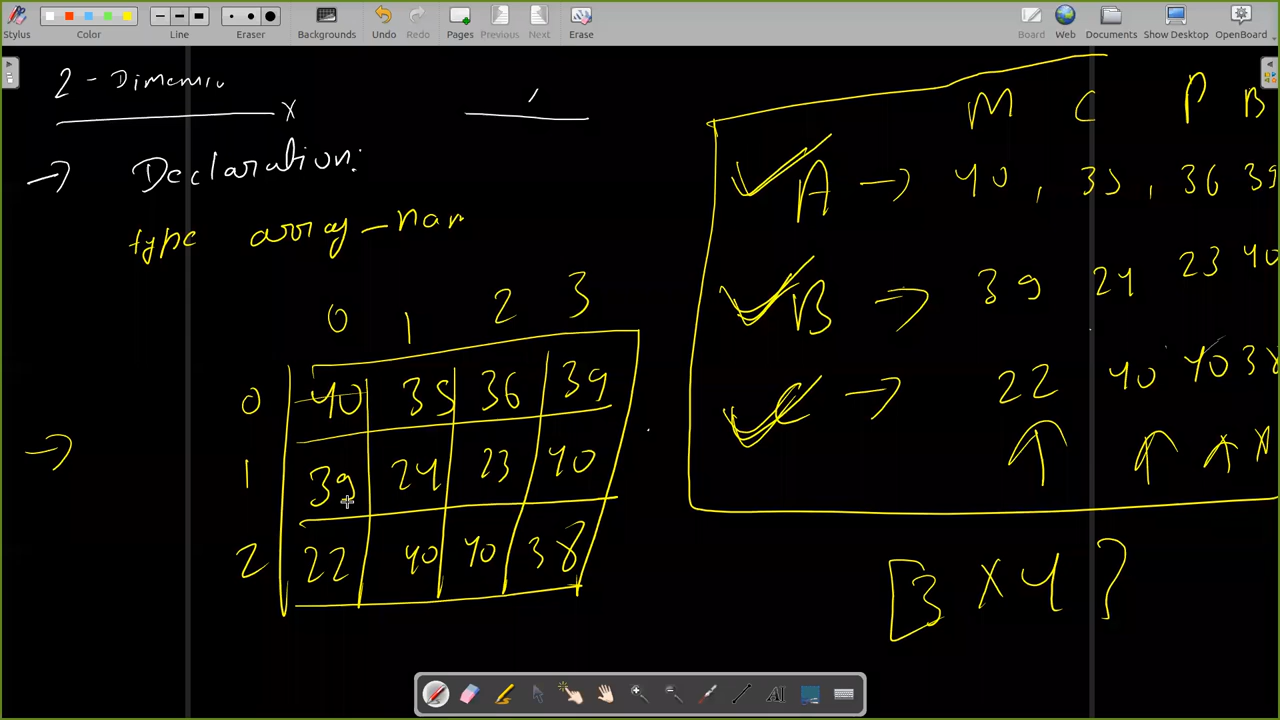 Stylus Color Line Eraser Backgrounds Undo Redo Pages Previous Next Erase Board Web Documents Show Desktop OpenBoard
2 - Dimensio
→ Declaration:
type array-nam
0 1 2 3
0 40 35 36 39
→ 1 39 24 23 40
2 22 40 40 38
M C P B
A → 40, 35, 36 39
B → 39 24 23 40
C → 22 40 40 38
3 X 4